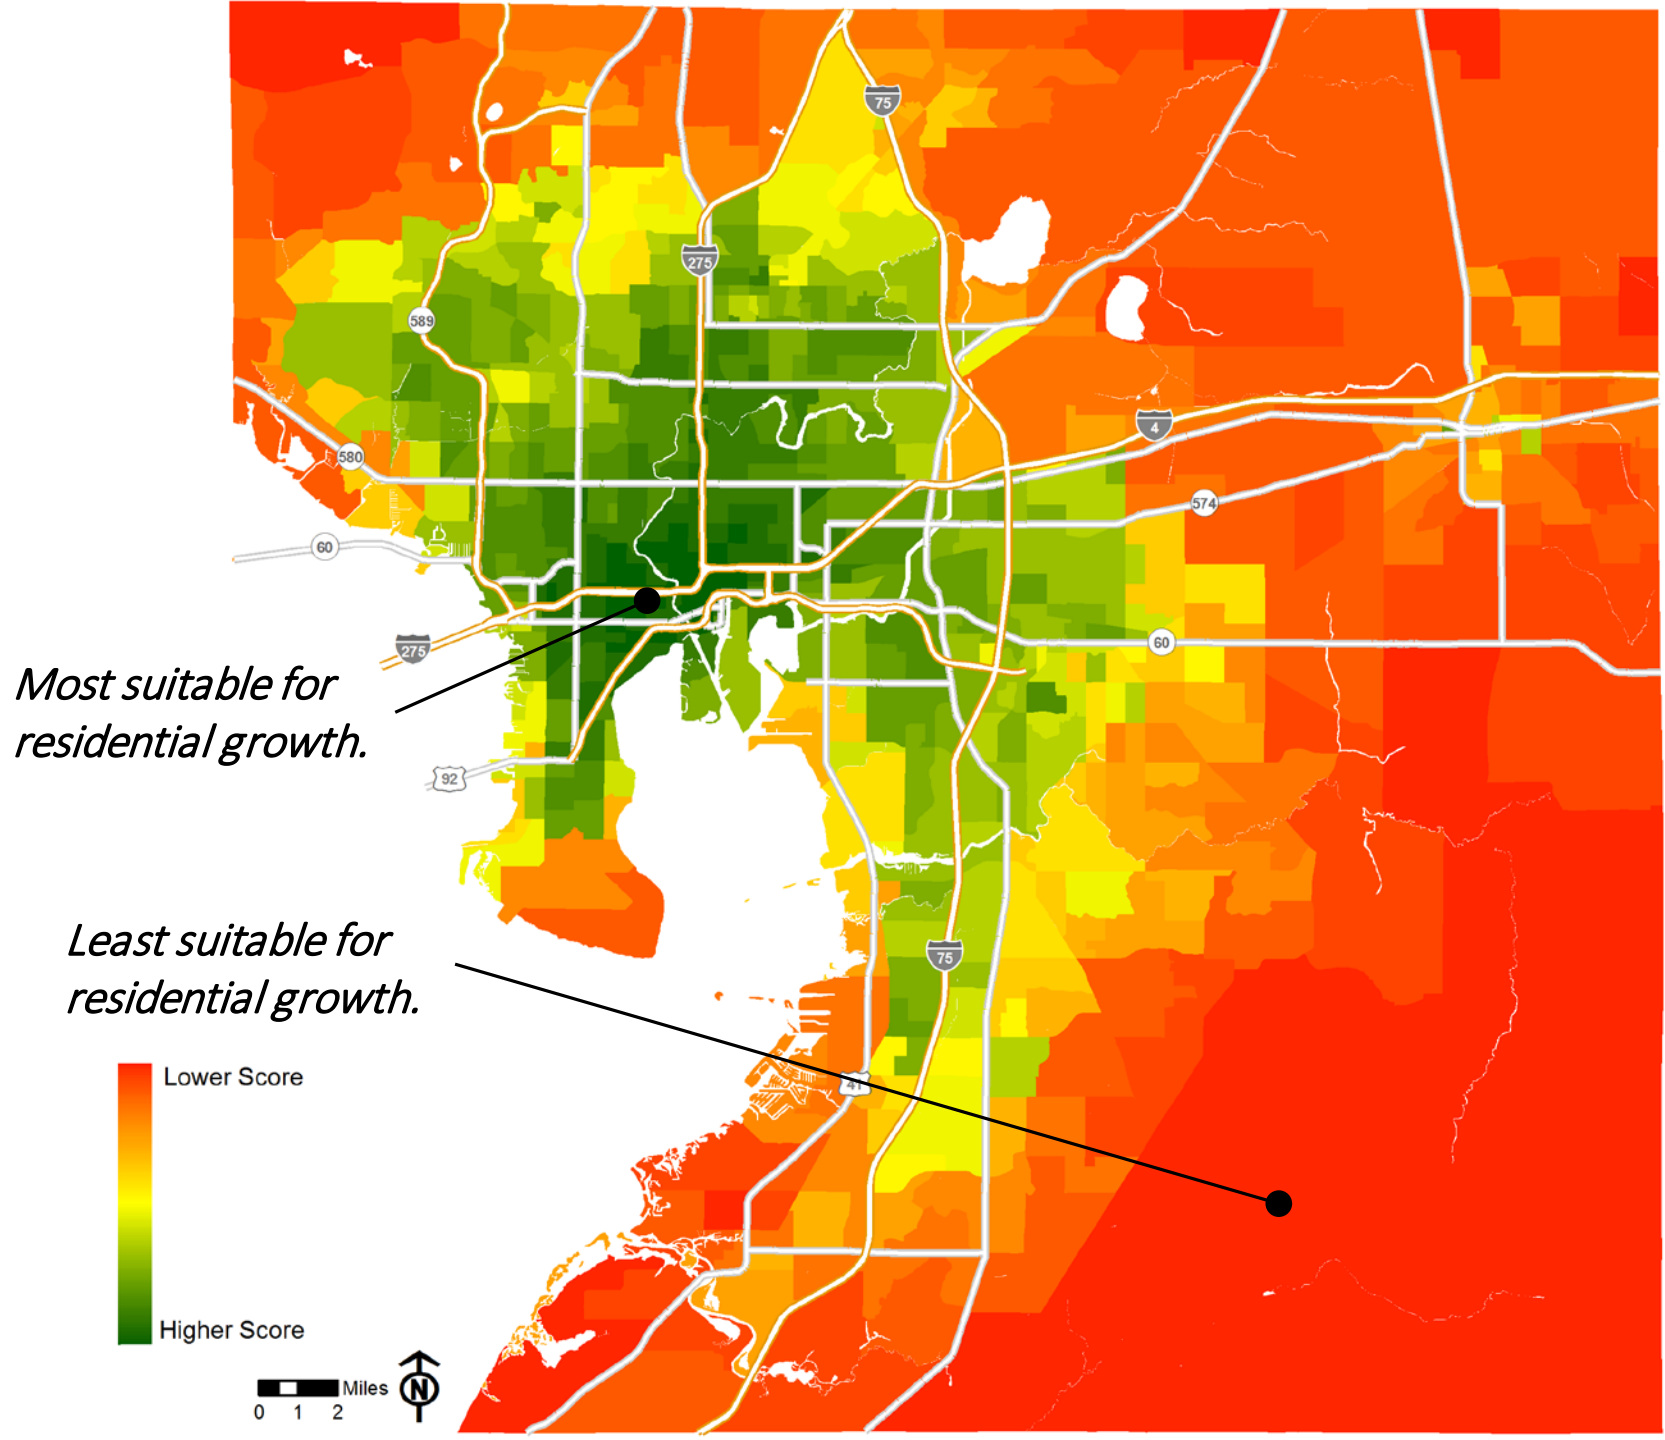 75
275
589
4
580
574
60
60
275
Most suitable for
residential growth.
92
Least suitable for
residential growth.
75
Lower Score
41
Higher Score
Miles
N
0 1 2